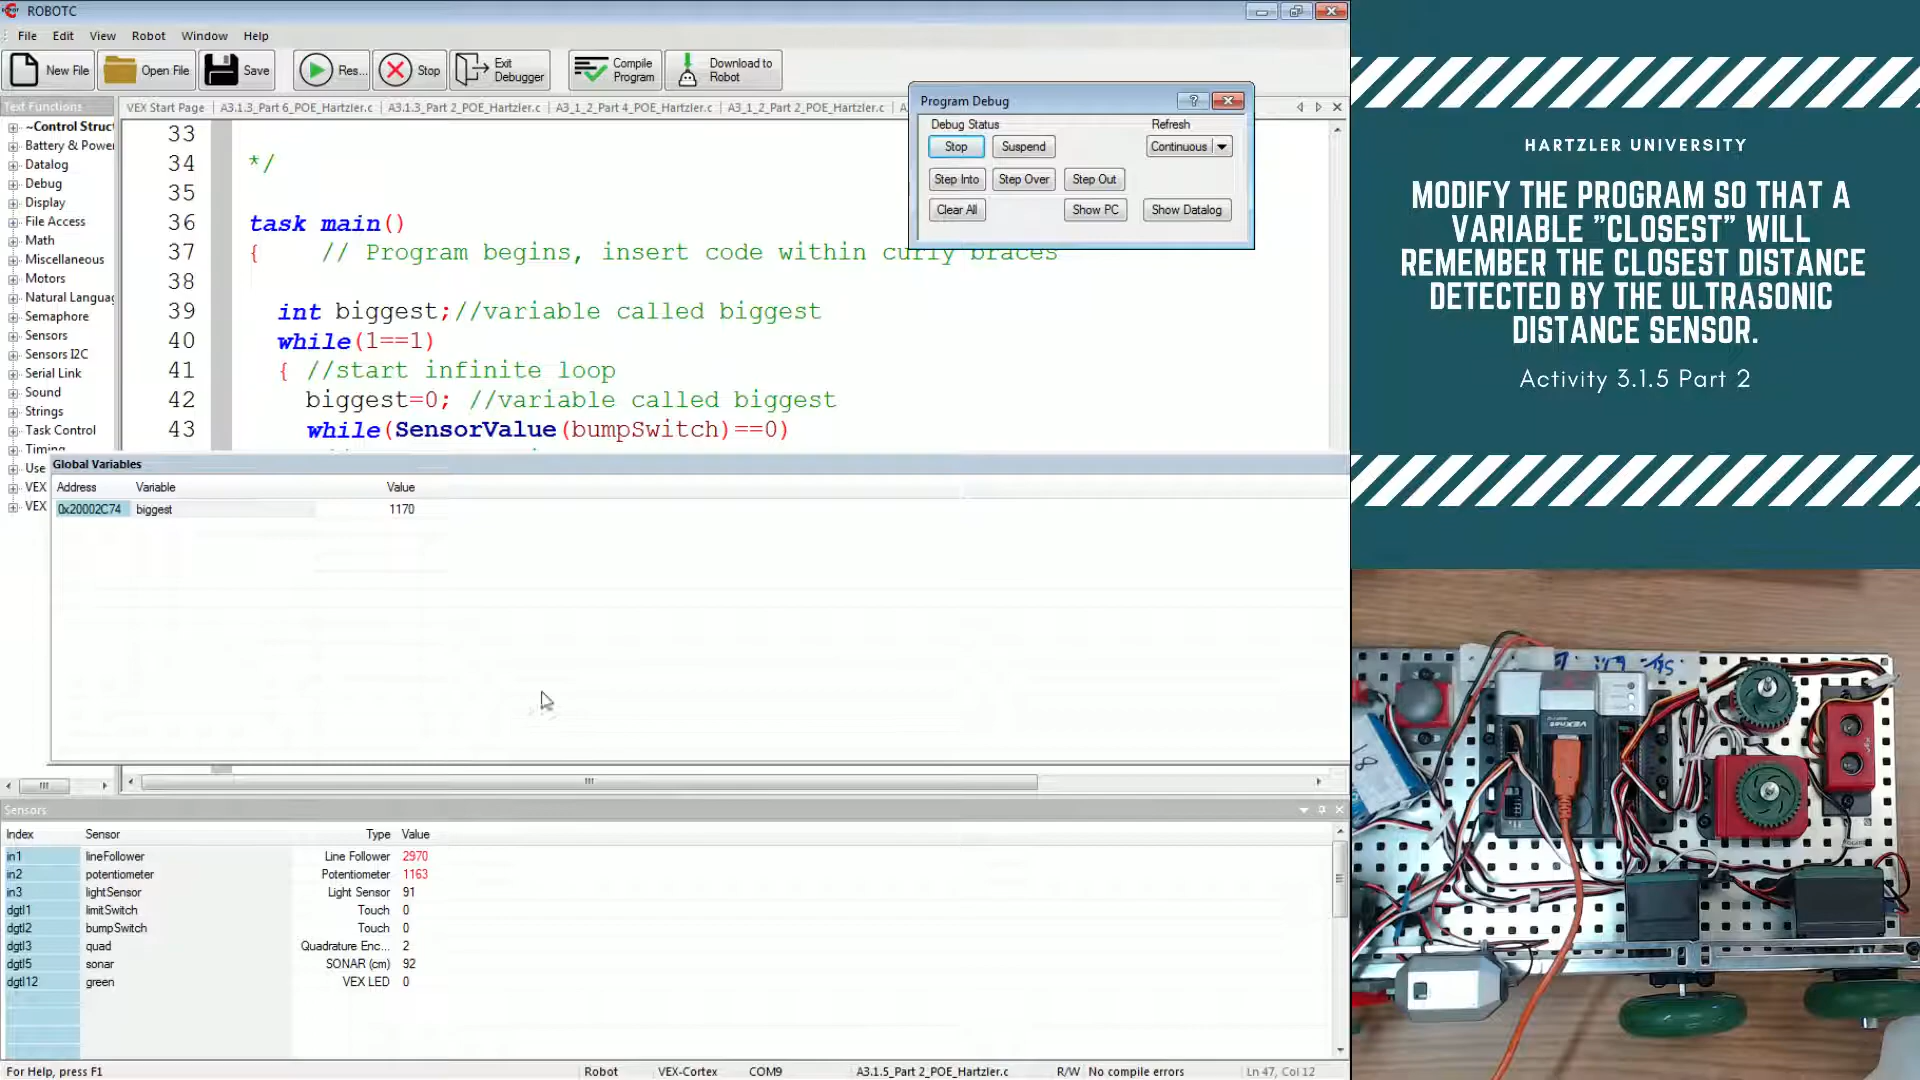 ROBOTC
File Edit View Robot Window Help
New File Open File Save Res... Stop Exit Debugger Compile Program Download to Robot
Text Functions
VEX Start Page A3.1.3_Part 6_POE_Hartzler.c A3.1.3_Part 2_POE_Hartzler.c A3_1_2_Part 4_POE_Hartzler.c A3_1_2_Part 2_POE_Hartzler.c
~Control Struct
Battery & Power
Datalog
Debug
Display
File Access
Math
Miscellaneous
Motors
Natural Languag
Semaphore
Sensors
Sensors I2C
Serial Link
Sound
Strings
Task Control
Timing
Use
VEX
VEX
33
34 */
35
36 task main()
37 { // Program begins, insert code within curly braces
38
39 int biggest;//variable called biggest
40 while(1==1)
41 { //start infinite loop
42 biggest=0; //variable called biggest
43 while(SensorValue(bumpSwitch)==0)
Program Debug
Debug Status Refresh
Stop Suspend Continuous
Step Into Step Over Step Out
Clear All Show PC Show Datalog
Global Variables
Address Variable Value
0x20002C74 biggest 1170
Sensors
Index Sensor Type Value
in1 lineFollower Line Follower 2970
in2 potentiometer Potentiometer 1163
in3 lightSensor Light Sensor 91
dgtl1 limitSwitch Touch 0
dgtl2 bumpSwitch Touch 0
dgtl3 quad Quadrature Enc... 2
dgtl5 sonar SONAR (cm) 92
dgtl12 green VEX LED 0
For Help, press F1 Robot VEX-Cortex COM9 A3.1.5_Part 2_POE_Hartzler.c R/W No compile errors Ln 47, Col 12
HARTZLER UNIVERSITY
MODIFY THE PROGRAM SO THAT A
VARIABLE "CLOSEST" WILL
REMEMBER THE CLOSEST DISTANCE
DETECTED BY THE ULTRASONIC
DISTANCE SENSOR.
Activity 3.1.5 Part 2
8